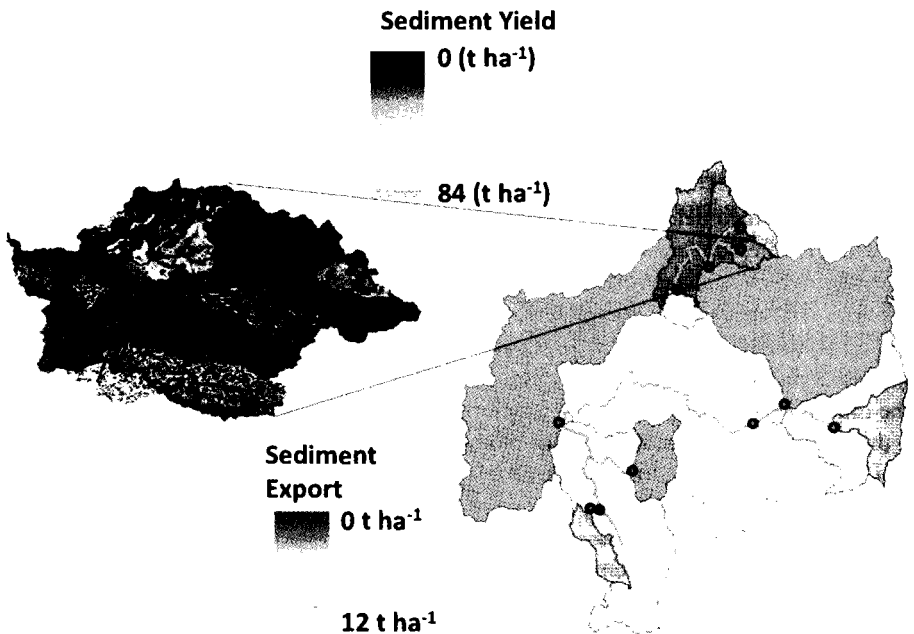 Sediment Yield
0 (t ha⁻¹)
84 (t ha⁻¹)
Sediment
Export
0 t ha⁻¹
12 t ha⁻¹